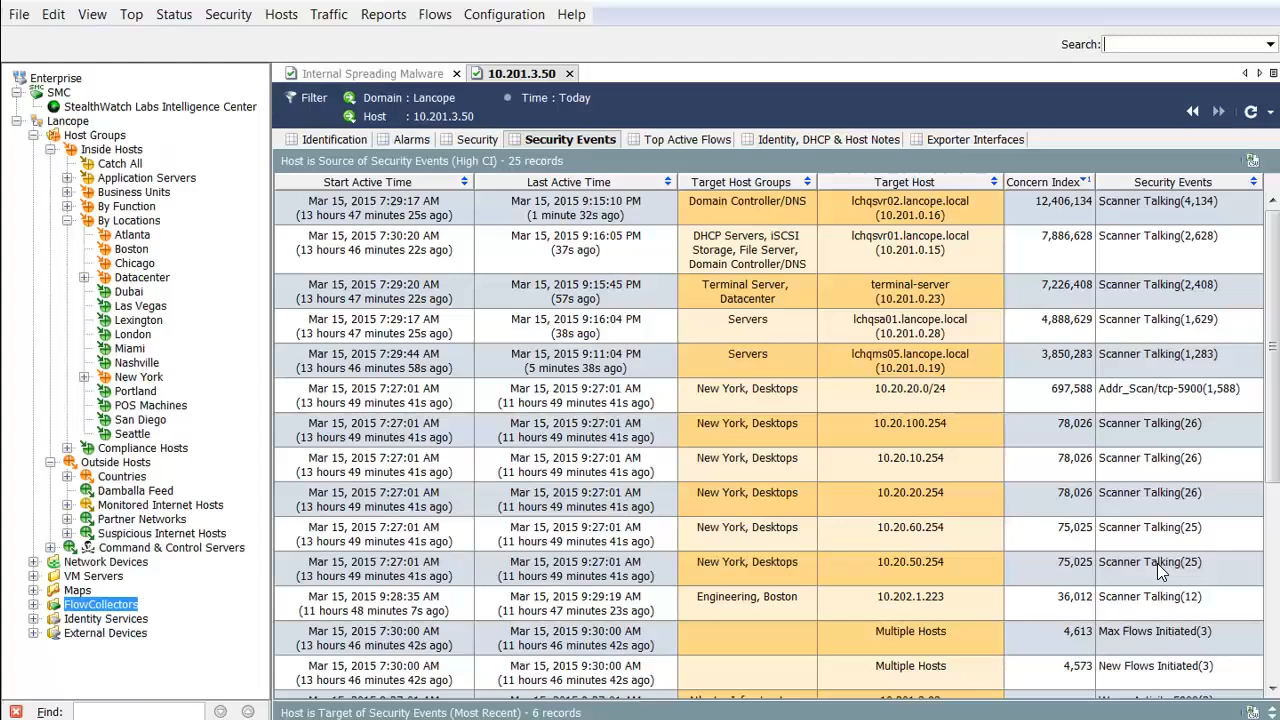 File Edit View Top Status Security Hosts Traffic Reports Flows Configuration Help
Search:
Enterprise
SMC
StealthWatch Labs Intelligence Center
Lancope
Host Groups
Inside Hosts
Catch All
Application Servers
Business Units
By Function
By Locations
Atlanta
Boston
Chicago
Datacenter
Dubai
Las Vegas
Lexington
London
Miami
Nashville
New York
Portland
POS Machines
San Diego
Seattle
Compliance Hosts
Outside Hosts
Countries
Damballa Feed
Monitored Internet Hosts
Partner Networks
Suspicious Internet Hosts
Command & Control Servers
Network Devices
VM Servers
Maps
FlowCollectors
Identity Services
External Devices
Find:
Internal Spreading Malware 10.201.3.50
Filter Domain : Lancope Time : Today
Host : 10.201.3.50
Identification Alarms Security Security Events Top Active Flows Identity, DHCP & Host Notes Exporter Interfaces
Host is Source of Security Events (High CI) - 25 records
Start Active Time Last Active Time Target Host Groups Target Host Concern Index 1 Security Events
Mar 15, 2015 7:29:17 AM Mar 15, 2015 9:15:10 PM Domain Controller/DNS lchqsvr02.lancope.local 12,406,134 Scanner Talking(4,134)
(13 hours 47 minutes 25s ago) (1 minute 32s ago) (10.201.0.16)
Mar 15, 2015 7:30:20 AM Mar 15, 2015 9:16:05 PM DHCP Servers, iSCSI lchqsvr01.lancope.local 7,886,628 Scanner Talking(2,628)
(13 hours 46 minutes 22s ago) (37s ago) Storage, File Server, (10.201.0.15)
Domain Controller/DNS
Mar 15, 2015 7:29:20 AM Mar 15, 2015 9:15:45 PM Terminal Server, terminal-server 7,226,408 Scanner Talking(2,408)
(13 hours 47 minutes 22s ago) (57s ago) Datacenter (10.201.0.23)
Mar 15, 2015 7:29:17 AM Mar 15, 2015 9:16:04 PM Servers lchqsa01.lancope.local 4,888,629 Scanner Talking(1,629)
(13 hours 47 minutes 25s ago) (38s ago) (10.201.0.28)
Mar 15, 2015 7:29:44 AM Mar 15, 2015 9:11:04 PM Servers lchqms05.lancope.local 3,850,283 Scanner Talking(1,283)
(13 hours 46 minutes 58s ago) (5 minutes 38s ago) (10.201.0.19)
Mar 15, 2015 7:27:01 AM Mar 15, 2015 9:27:01 AM New York, Desktops 10.20.20.0/24 697,588 Addr_Scan/tcp-5900(1,588)
(13 hours 49 minutes 41s ago) (11 hours 49 minutes 41s ago)
Mar 15, 2015 7:27:01 AM Mar 15, 2015 9:27:01 AM New York, Desktops 10.20.100.254 78,026 Scanner Talking(26)
(13 hours 49 minutes 41s ago) (11 hours 49 minutes 41s ago)
Mar 15, 2015 7:27:01 AM Mar 15, 2015 9:27:01 AM New York, Desktops 10.20.10.254 78,026 Scanner Talking(26)
(13 hours 49 minutes 41s ago) (11 hours 49 minutes 41s ago)
Mar 15, 2015 7:27:01 AM Mar 15, 2015 9:27:01 AM New York, Desktops 10.20.20.254 78,026 Scanner Talking(26)
(13 hours 49 minutes 41s ago) (11 hours 49 minutes 41s ago)
Mar 15, 2015 7:27:01 AM Mar 15, 2015 9:27:01 AM New York, Desktops 10.20.60.254 75,025 Scanner Talking(25)
(13 hours 49 minutes 41s ago) (11 hours 49 minutes 41s ago)
Mar 15, 2015 7:27:01 AM Mar 15, 2015 9:27:01 AM New York, Desktops 10.20.50.254 75,025 Scanner Talking(25)
(13 hours 49 minutes 41s ago) (11 hours 49 minutes 41s ago)
Mar 15, 2015 9:28:35 AM Mar 15, 2015 9:29:19 AM Engineering, Boston 10.202.1.223 36,012 Scanner Talking(12)
(11 hours 48 minutes 7s ago) (11 hours 47 minutes 23s ago)
Mar 15, 2015 7:30:00 AM Mar 15, 2015 9:30:00 AM Multiple Hosts 4,613 Max Flows Initiated(3)
(13 hours 46 minutes 42s ago) (11 hours 46 minutes 42s ago)
Mar 15, 2015 7:30:00 AM Mar 15, 2015 9:30:00 AM Multiple Hosts 4,573 New Flows Initiated(3)
(13 hours 46 minutes 42s ago) (11 hours 46 minutes 42s ago)
Host is Target of Security Events (Most Recent) - 6 records